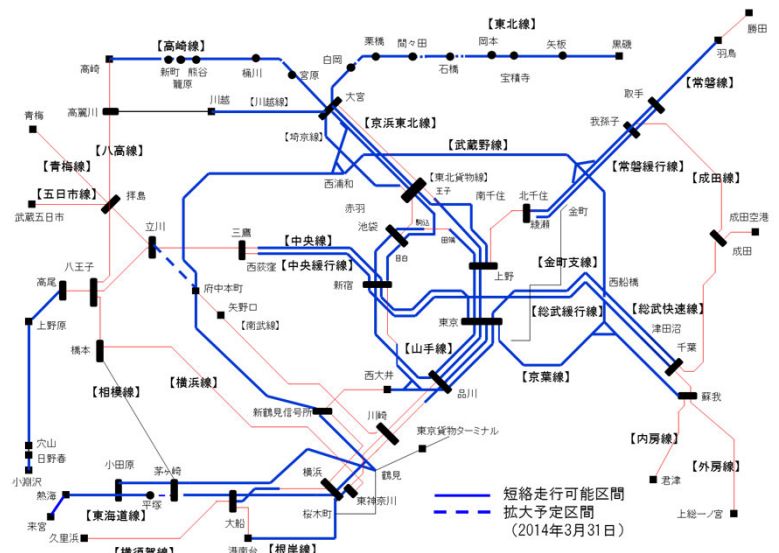 勝田
【高崎線】
【東北線】
栗橋
間々田
岡本
矢板
黒磯
羽鳥
白岡
石橋
宝積寺
高崎
新町
籠原
熊谷
桶川
宮原
【常磐線】
取手
大宮
川越
【川越線】
【京浜東北線】
我孫子
高麗川
【埼京線】
【武蔵野線】
【常磐緩行線】
青梅
【八高線】
【青梅線】
西浦和
【東北貨物線】
王子
南千住
北千住
【成田線】
【五日市線】
拝島
赤羽
綾瀬
金町
武蔵五日市
池袋
駒込
田端
成田空港
成田
立川
三鷹
【中央線】
目白
上野
【金町支線】
西荻窪
【中央緩行線】
高尾
八王子
府中本町
新宿
西船橋
【総武快速線】
上野原
矢野口
東京
【総武緩行線】
津田沼
【南武線】
千葉
橋本
【山手線】
【京葉線】
【相模線】
【横浜線】
西大井
品川
蘇我
新鶴見信号所
川崎
東京貨物ターミナル
【内房線】
【外房線】
穴山
日野春
小田原
茅ヶ崎
横浜
鶴見
小淵沢
熱海
平塚
東神奈川
君津
桜木町
短絡走行可能区間
来宮
【東海道線】
大船
拡大予定区間
上総一ノ宮
久里浜
(2014年3月31日)
【横須賀線】
港南台
【根岸線】